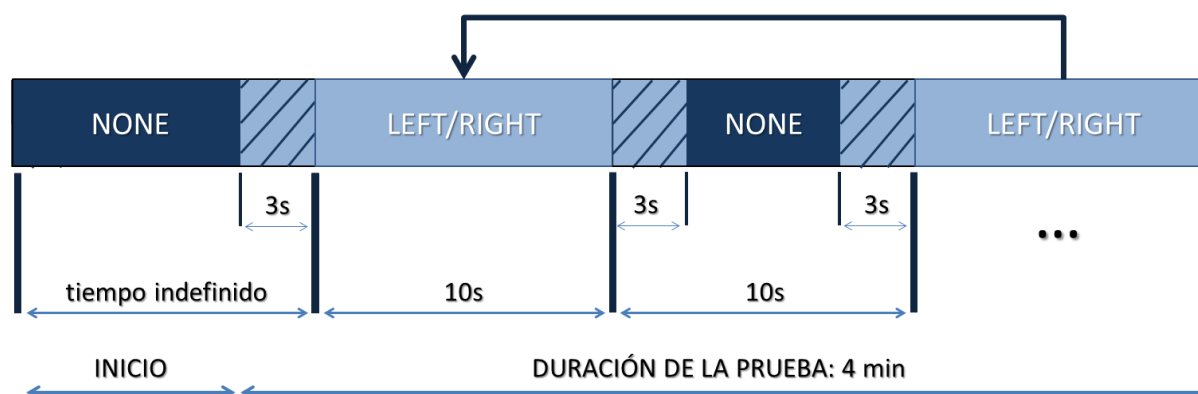 NONE
LEFT/RIGHT
NONE
LEFT/RIGHT
3s
3s
3s
...
tiempo indefinido
10s
10s
INICIO
DURACIÓN DE LA PRUEBA: 4 min